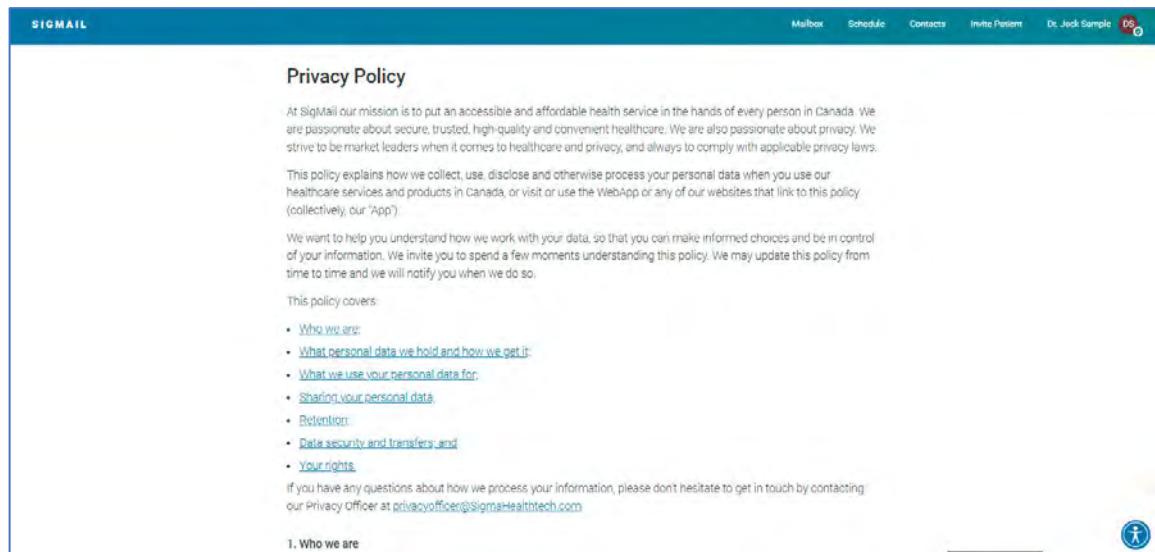 SIGMAIL
Mailbox Schedule Contacts Invite Patient Dr. Jock Sample DS
Privacy Policy
At SigMail our mission is to put an accessible and affordable health service in the hands of every person in Canada. We
are passionate about secure, trusted, high-quality and convenient healthcare. We are also passionate about privacy. We
strive to be market leaders when it comes to healthcare and privacy, and always to comply with applicable privacy laws.
This policy explains how we collect, use, disclose and otherwise process your personal data when you use our
healthcare services and products in Canada, or visit or use the WebApp or any of our websites that link to this policy
(collectively, our "App")
We want to help you understand how we work with your data, so that you can make informed choices and be in control
of your information. We invite you to spend a few moments understanding this policy. We may update this policy from
time to time and we will notify you when we do so.
This policy covers:
• Who we are;
• What personal data we hold and how we get it;
• What we use your personal data for;
• Sharing your personal data;
• Retention;
• Data security and transfers; and
• Your rights.
If you have any questions about how we process your information, please don't hesitate to get in touch by contacting
our Privacy Officer at privacyofficer@SigmaHealthtech.com
1. Who we are